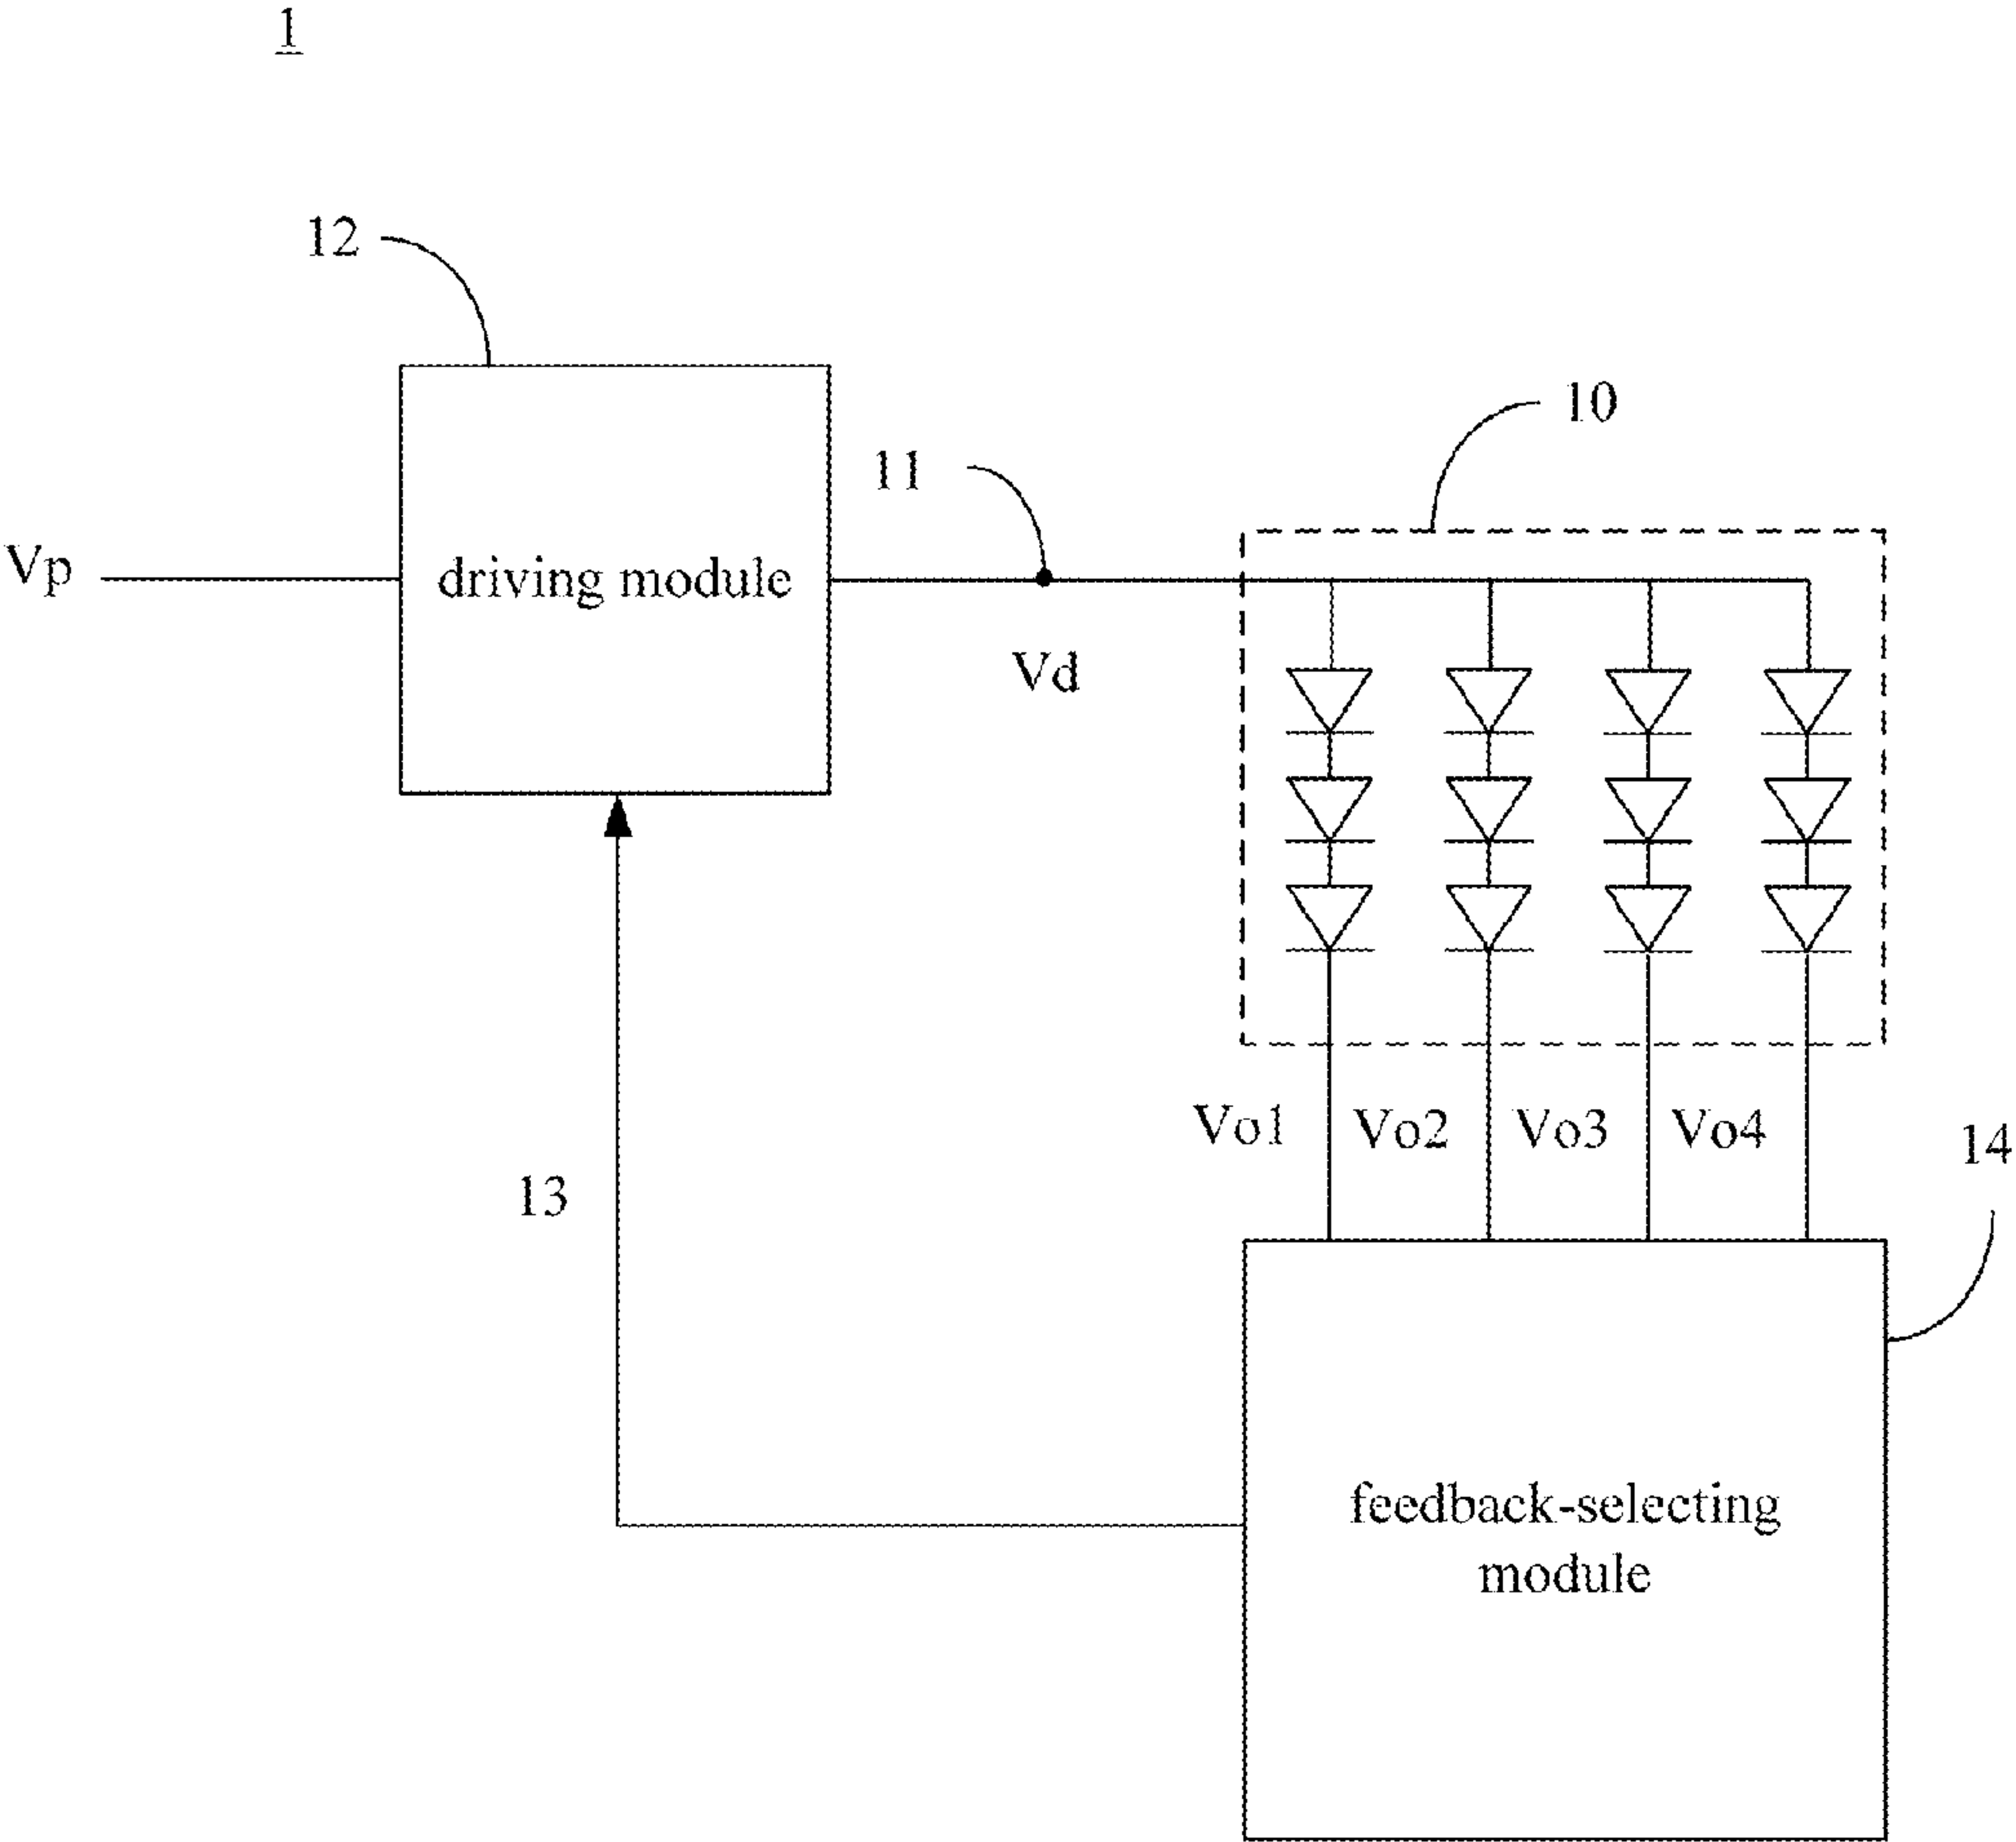 1
12
10
11
Vp
driving module
Vd
Vo1 Vo2 Vo3 Vo4
14
13
feedback-selecting
module